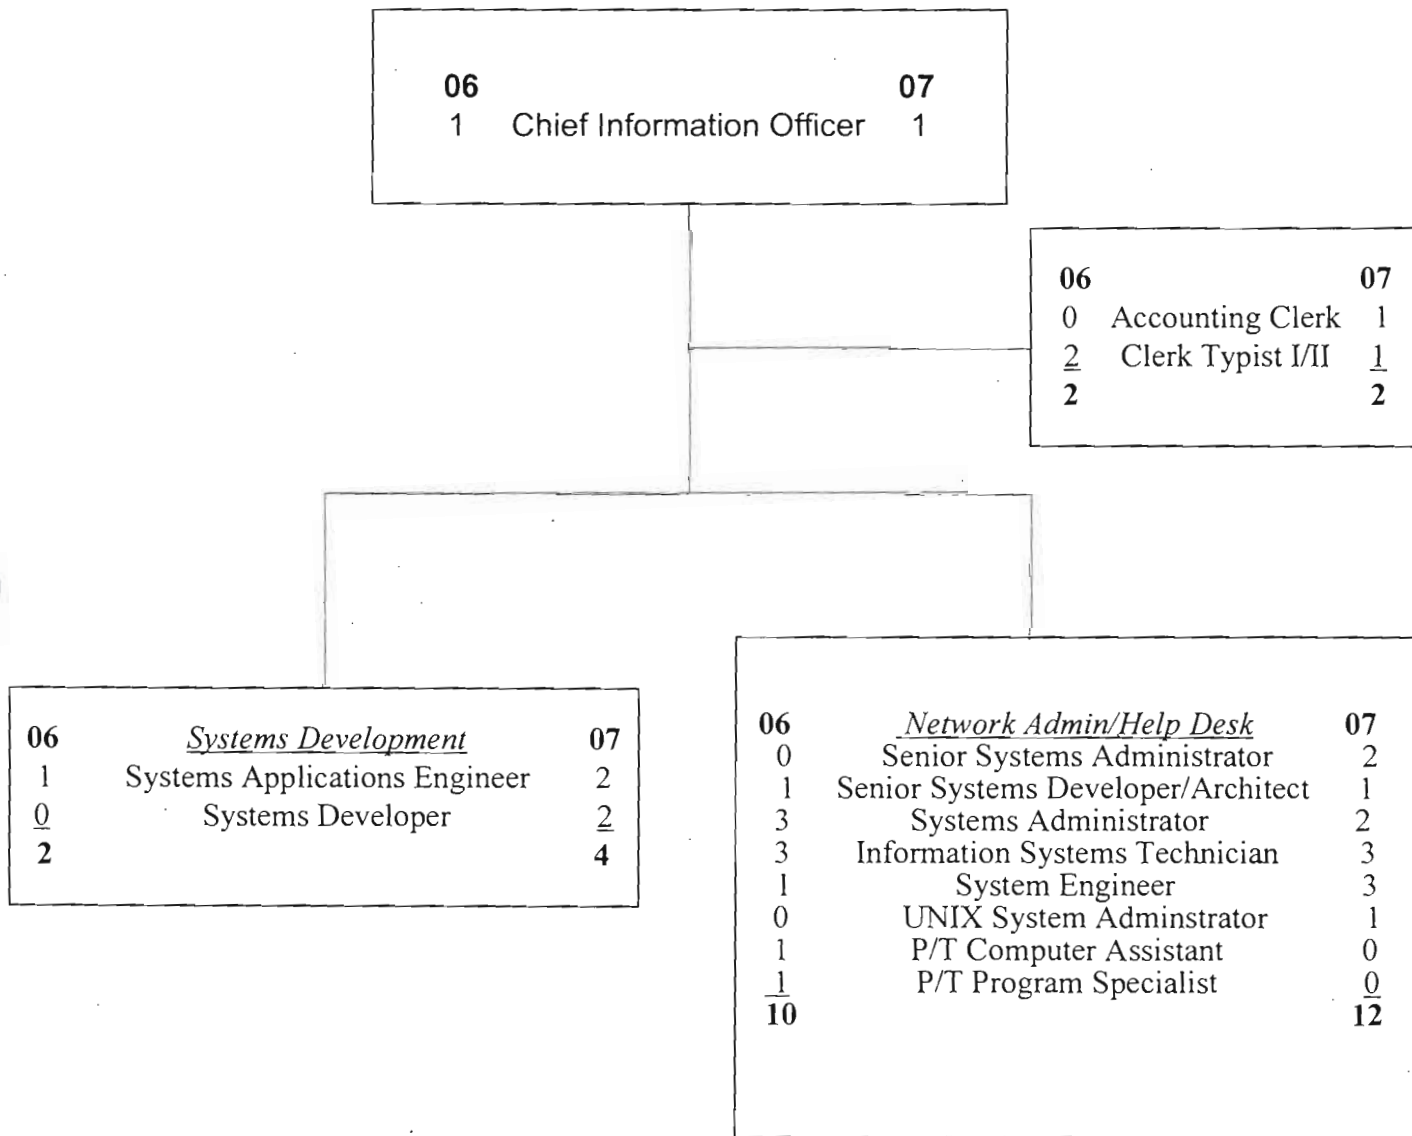 06 07
1 Chief Information Officer 1
06 07
0 Accounting Clerk 1
2 Clerk Typist I/II 1
2 2
06 Systems Development 07
1 Systems Applications Engineer 2
0 Systems Developer 2
2 4
06 Network Admin/Help Desk 07
0 Senior Systems Administrator 2
1 Senior Systems Developer/Architect 1
3 Systems Administrator 2
3 Information Systems Technician 3
1 System Engineer 3
0 UNIX System Adminstrator 1
1 P/T Computer Assistant 0
1 P/T Program Specialist 0
10 12